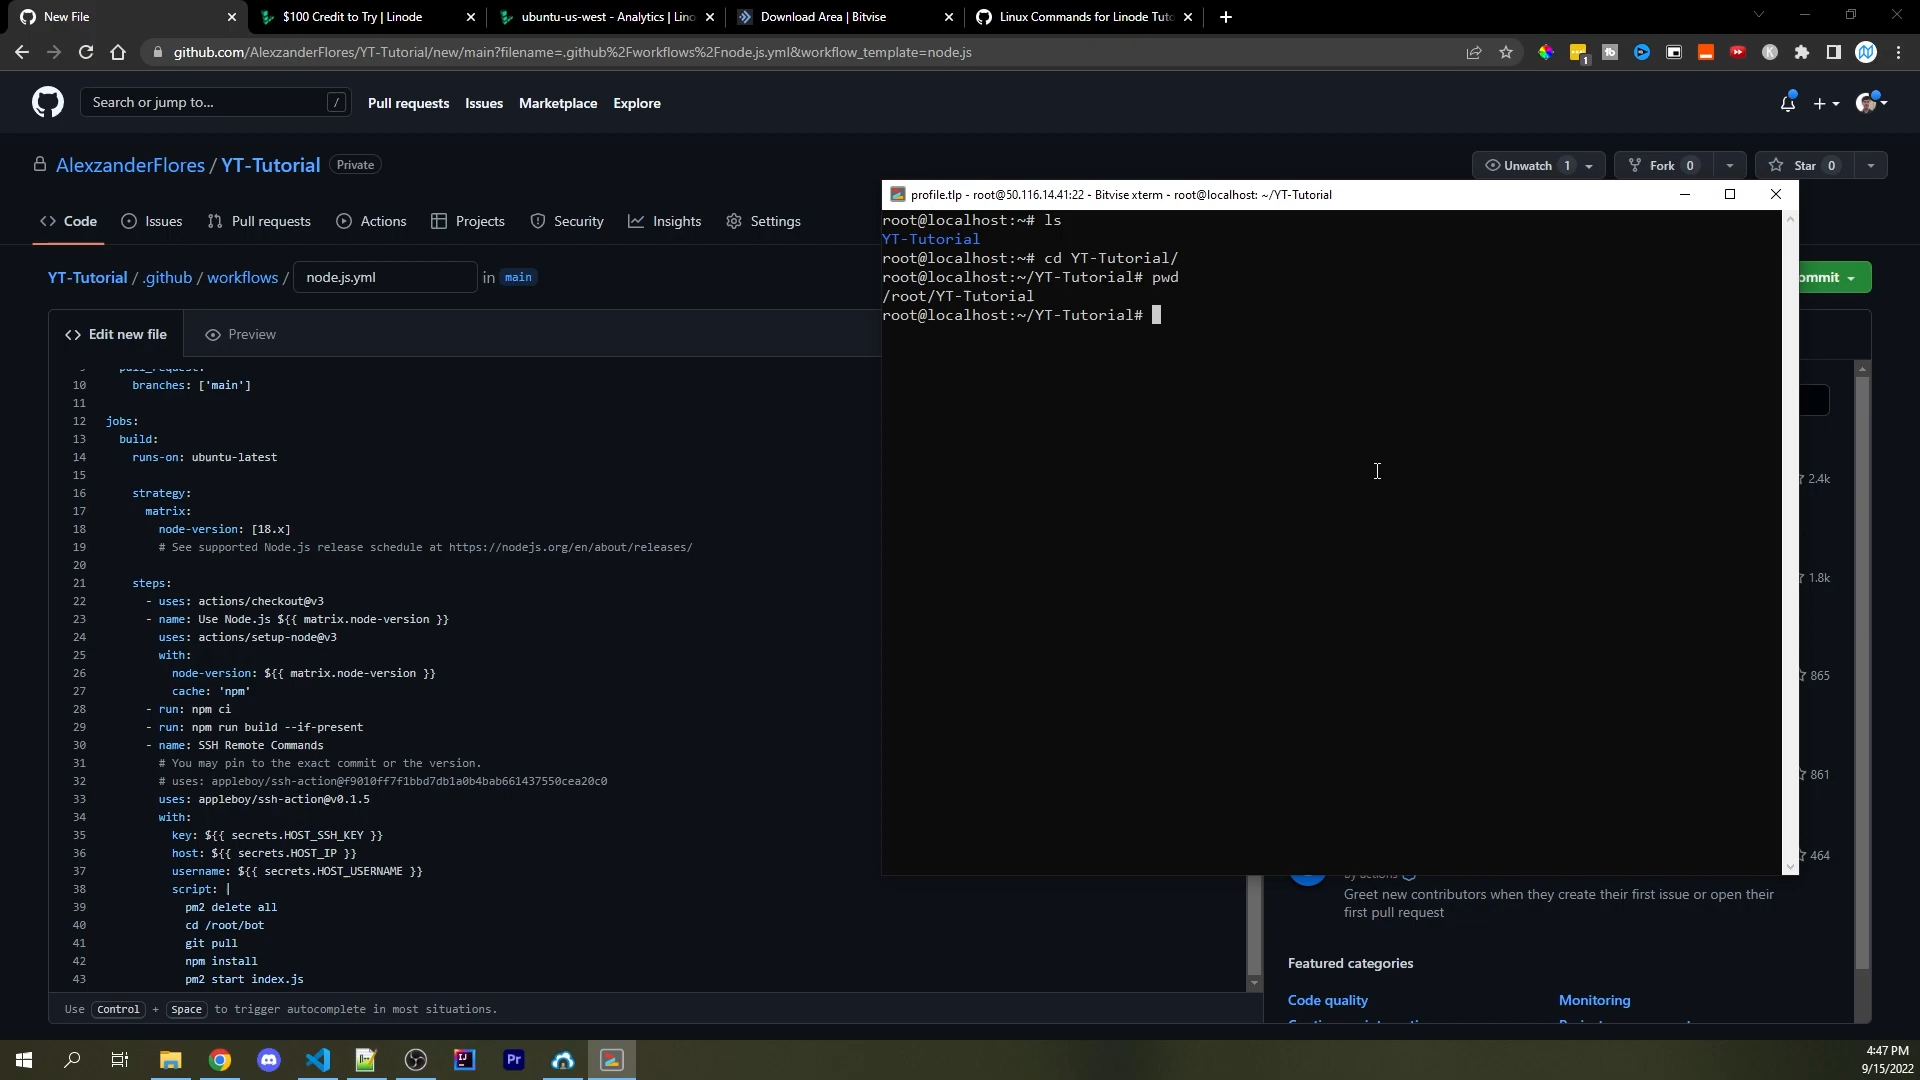 New File
$100 Credit to Try | Linode
ubuntu-us-west - Analytics | Lin
Download Area | Bitvise
Linux Commands for Linode Tut
github.com/AlexzanderFlores/YT-Tutorial/new/main?filename=.github%2Fworkflows%2Fnode.js.yml&workflow_template=node.js
1
Search or jump to...
/
Pull requests
Issues
Marketplace
Explore
AlexzanderFlores / YT-Tutorial
Private
Unwatch 1
Fork 0
Star 0
Code
Issues
Pull requests
Actions
Projects
Security
Insights
Settings
YT-Tutorial / .github / workflows / node.js.yml in main
ommit
Edit new file
Preview
10 branches: ['main']
11
12 jobs:
13 build:
14 runs-on: ubuntu-latest
15
16 strategy:
17 matrix:
18 node-version: [18.x]
19 # See supported Node.js release schedule at https://nodejs.org/en/about/releases/
20
21 steps:
22 - uses: actions/checkout@v3
23 - name: Use Node.js ${{ matrix.node-version }}
24 uses: actions/setup-node@v3
25 with:
26 node-version: ${{ matrix.node-version }}
27 cache: 'npm'
28 - run: npm ci
29 - run: npm run build --if-present
30 - name: SSH Remote Commands
31 # You may pin to the exact commit or the version.
32 # uses: appleboy/ssh-action@f9010ff7f1bbd7db1a0b4bab661437550cea20c0
33 uses: appleboy/ssh-action@v0.1.5
34 with:
35 key: ${{ secrets.HOST_SSH_KEY }}
36 host: ${{ secrets.HOST_IP }}
37 username: ${{ secrets.HOST_USERNAME }}
38 script: |
39 pm2 delete all
40 cd /root/bot
41 git pull
42 npm install
43 pm2 start index.js
Use Control + Space to trigger autocomplete in most situations.
profile.tlp - root@50.116.14.41:22 - Bitvise xterm - root@localhost: ~/YT-Tutorial
root@localhost:~# ls
YT-Tutorial
root@localhost:~# cd YT-Tutorial/
root@localhost:~/YT-Tutorial# pwd
/root/YT-Tutorial
root@localhost:~/YT-Tutorial#
2.4k
1.8k
865
861
464
by actions
Greet new contributors when they create their first issue or open their
first pull request
Featured categories
Code quality
Monitoring
4:47 PM
9/15/2022